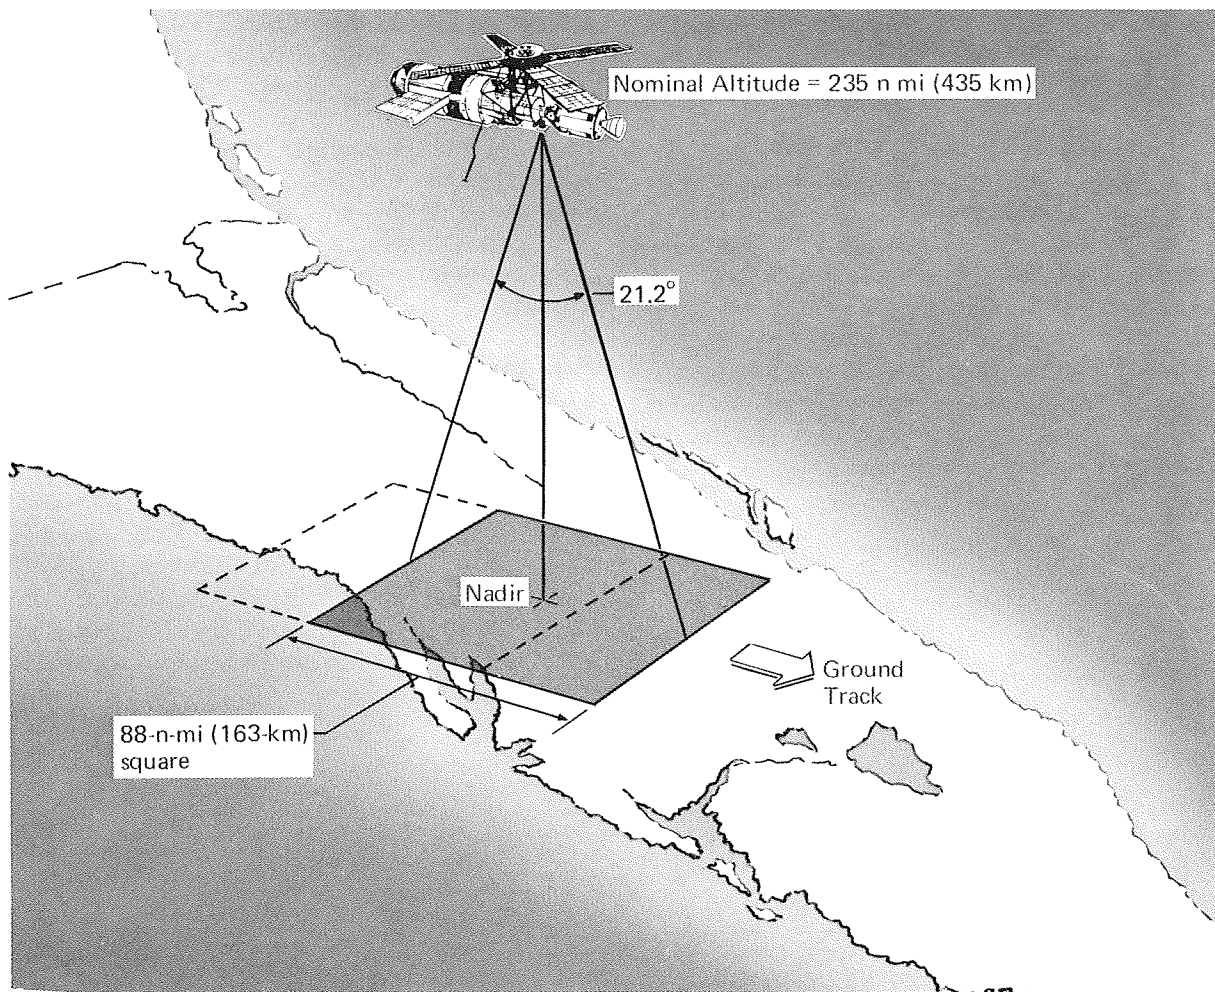 Nominal Altitude = 235 n mi (435 km)
21.2°
Nadir
Ground
Track
88-n-mi (163-km)
square